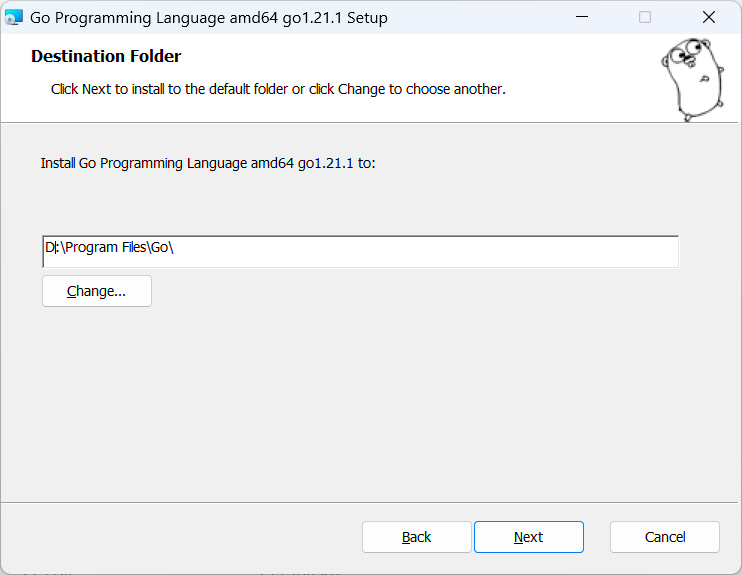 Go Programming Language amd64 go1.21.1 Setup
Destination Folder
Click Next to install to the default folder or click Change to choose another.
Install Go Programming Language amd64 go1.21.1 to:
D:\Program Files\Go\
Change...
Back Next Cancel